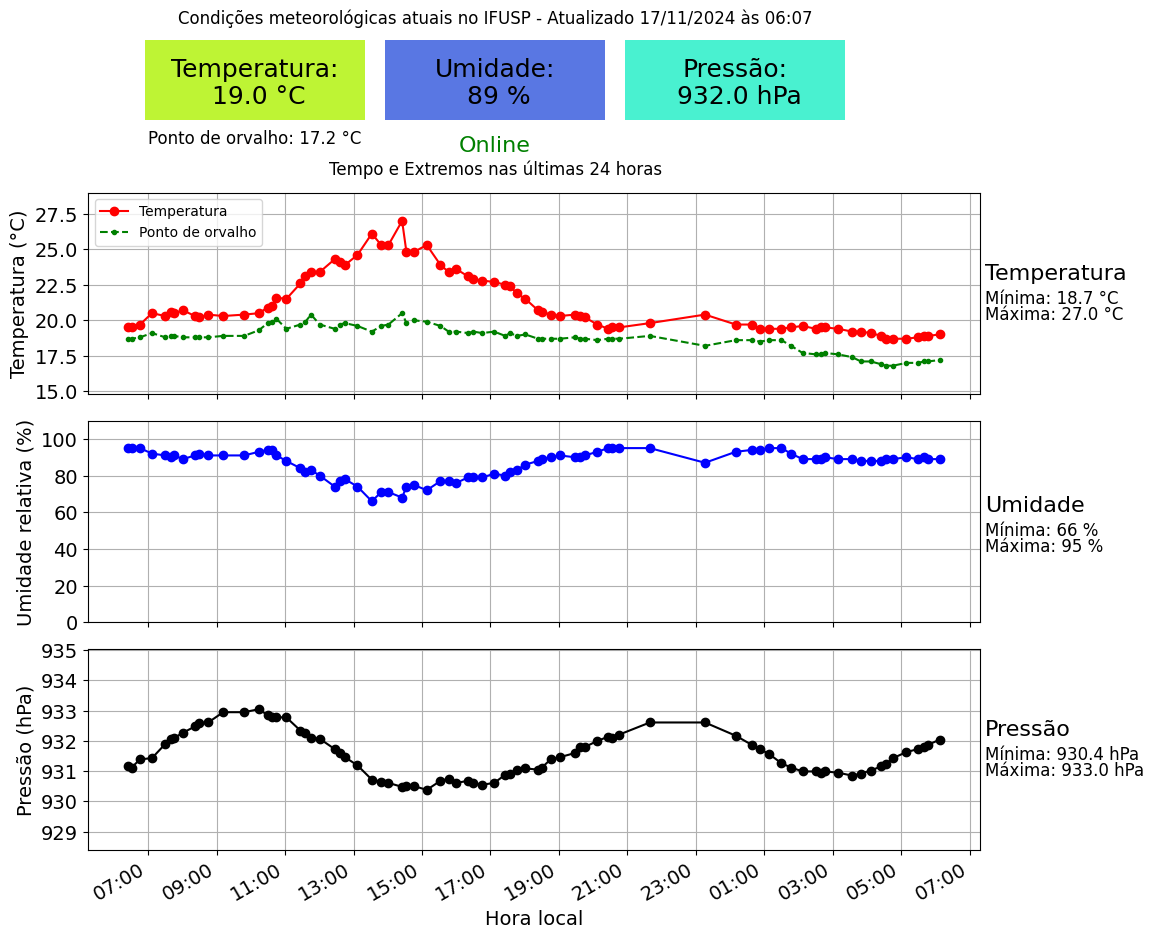 Condições meteorológicas atuais no IFUSP - Atualizado 17/11/2024 às 06:07
Temperatura:
19.0 °C
Umidade:
89 %
Pressão:
932.0 hPa
Ponto de orvalho: 17.2 °C
Online
Tempo e Extremos nas últimas 24 horas
Temperatura (°C)
27.5
25.0
22.5
20.0
17.5
15.0
Temperatura
Ponto de orvalho
Temperatura
Mínima: 18.7 °C
Máxima: 27.0 °C
Umidade relativa (%)
100
80
60
40
20
0
Umidade
Mínima: 66 %
Máxima: 95 %
Pressão (hPa)
935
934
933
932
931
930
929
Pressão
Mínima: 930.4 hPa
Máxima: 933.0 hPa
07:00 09:00 11:00 13:00 15:00 17:00 19:00 21:00 23:00 01:00 03:00 05:00 07:00
Hora local